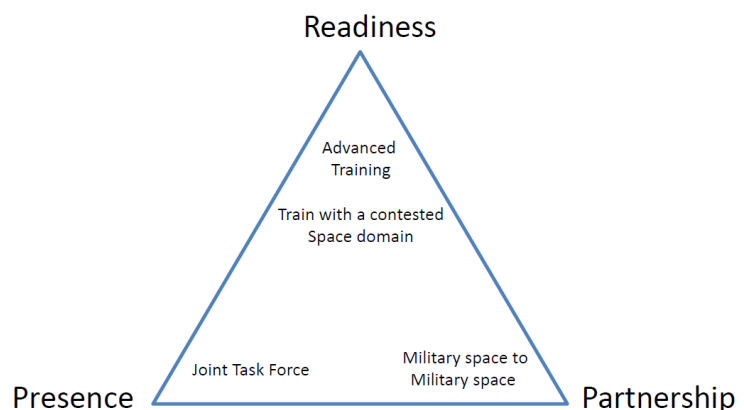 Readiness
Advanced
Training
Train with a contested
Space domain
Joint Task Force
Military space to
Military space
Presence
Partnership